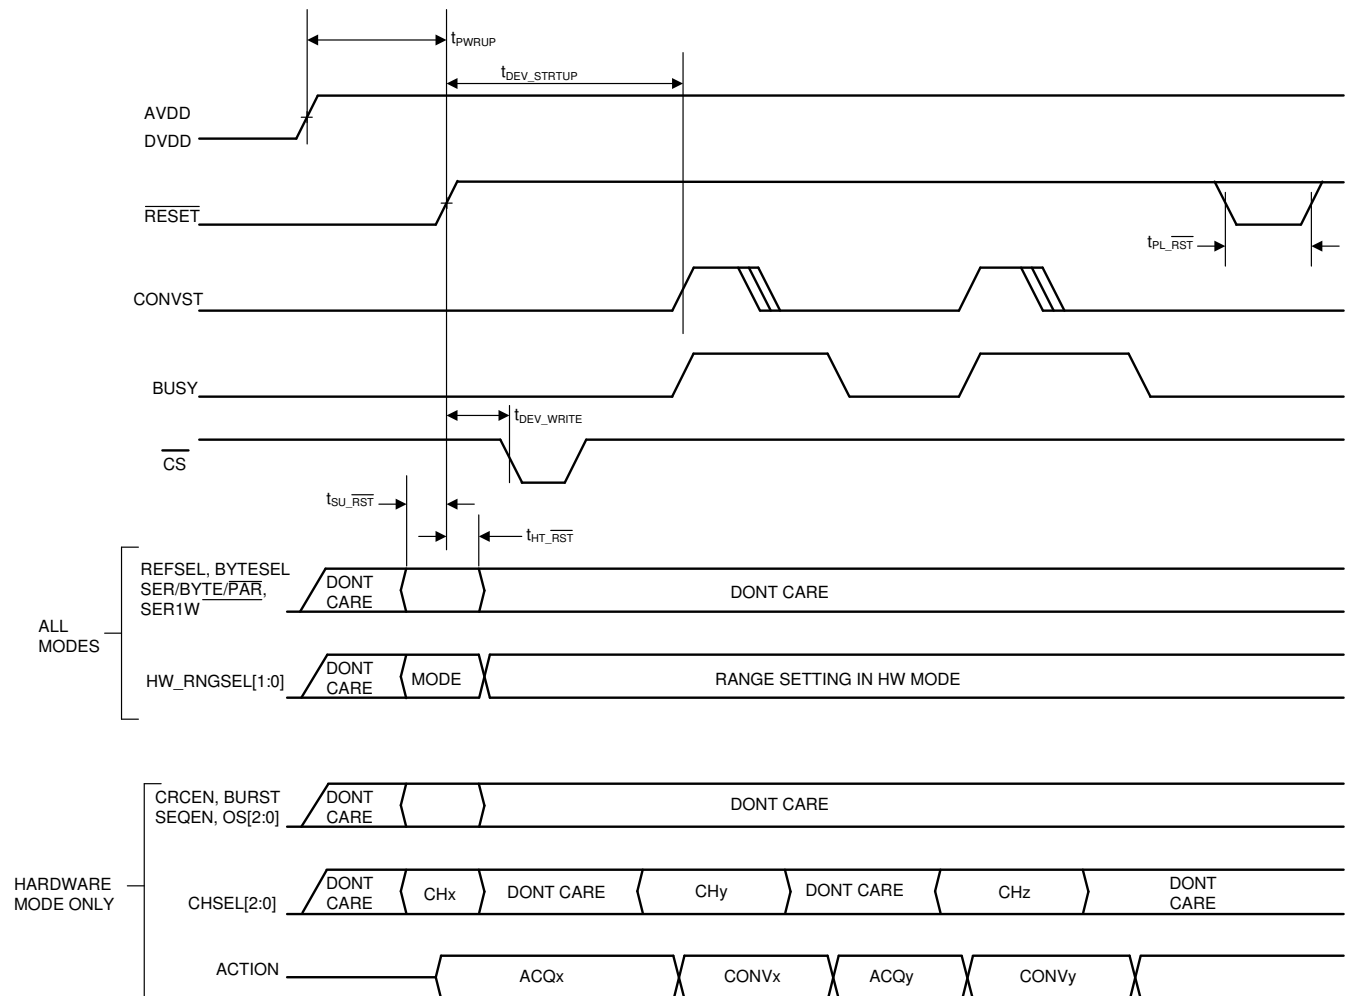 tPWRUP
tDEV_STRTUP
AVDD
DVDD
RESET
tPL_RST
CONVST
BUSY
tDEV_WRITE
CS
tSU_RST
tHT_RST
ALL
MODES
REFSEL, BYTESEL
SER/BYTE/PAR,
SER1W
DONT
CARE
DONT CARE
HW_RNGSEL[1:0]
DONT
CARE
MODE
RANGE SETTING IN HW MODE
HARDWARE
MODE ONLY
CRCEN, BURST
SEQEN, OS[2:0]
DONT
CARE
DONT CARE
CHSEL[2:0]
DONT
CARE
CHx
DONT CARE
CHy
DONT CARE
CHz
DONT
CARE
ACTION
ACQx
CONVx
ACQy
CONVy